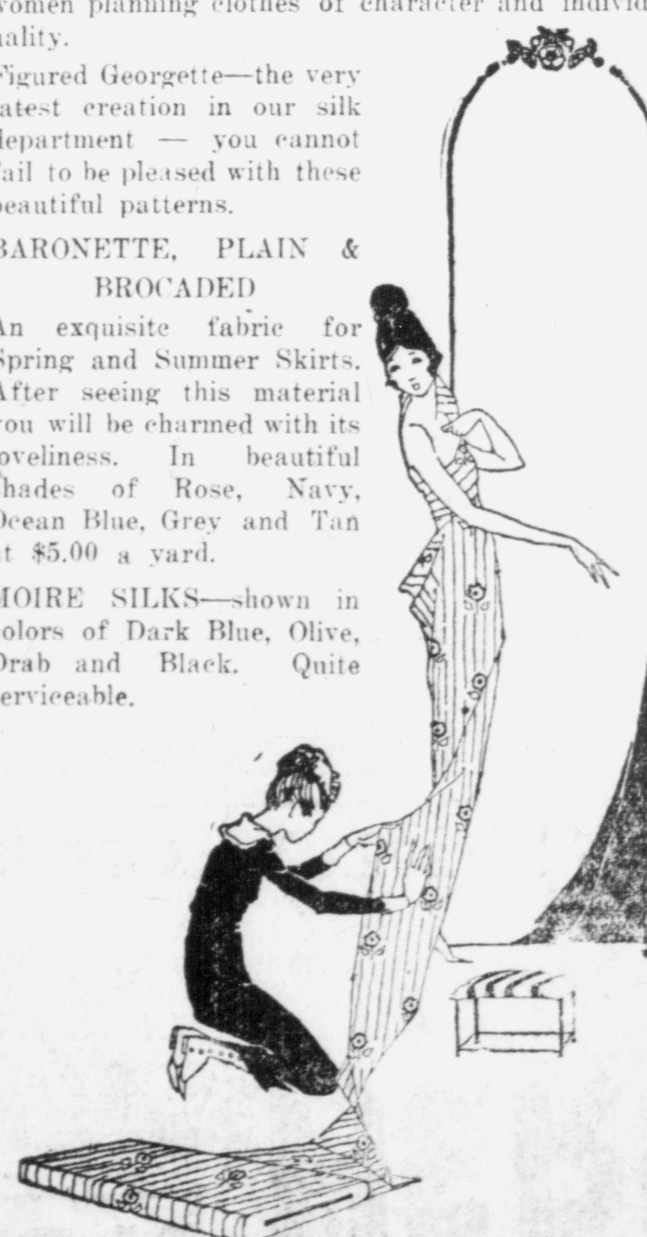 women planning clothes of character and individ
uality.
Figured Georgette—the very
latest creation in our silk
department — you cannot
fail to be pleased with these
beautiful patterns.
BARONETTE, PLAIN &
BROCADED
An exquisite fabric for
Spring and Summer Skirts.
After seeing this material
you will be charmed with its
loveliness. In beautiful
shades of Rose, Navy,
Ocean Blue, Grey and Tan
at $5.00 a yard.
MOIRE SILKS—shown in
colors of Dark Blue, Olive,
Drab and Black. Quite
serviceable.